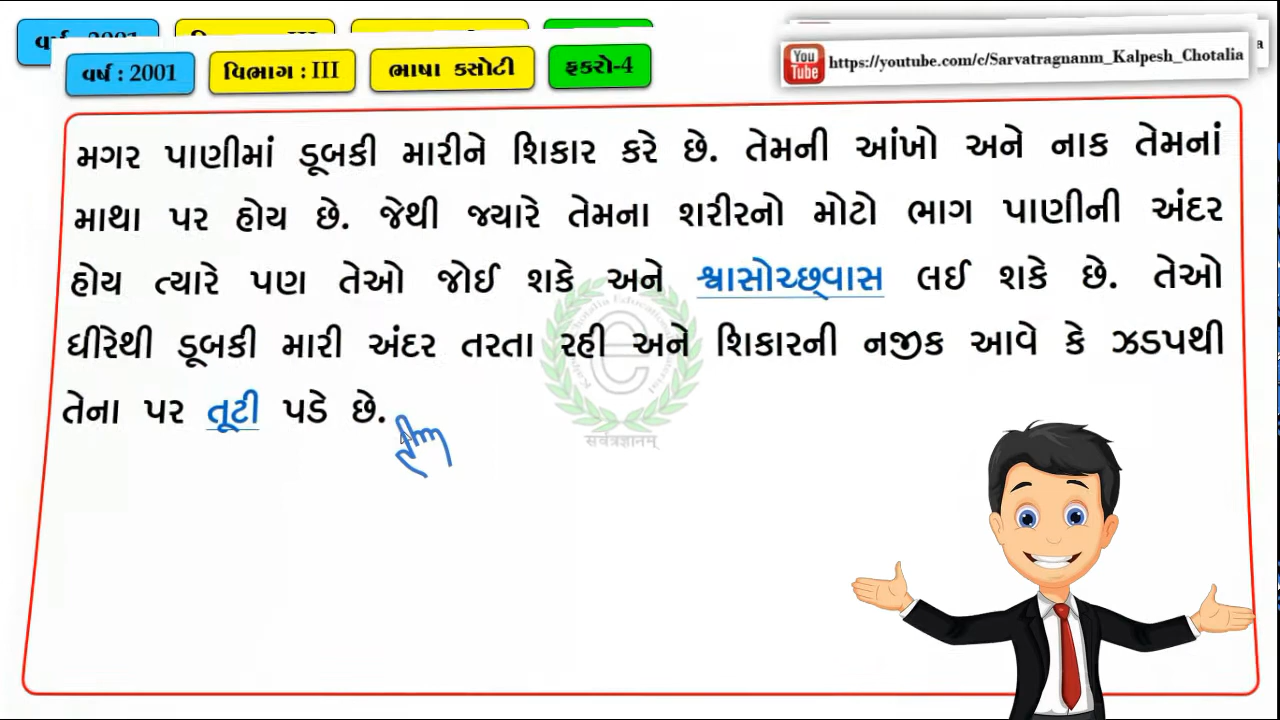 વર્ષ : 2001
વિભાગ : III
ભાષા કસોટી
ફકરો-4
You Tube
https://youtube.com/c/Sarvatragnanm_Kalpesh_Chotalia
મગર પાણીમાં ડૂબકી મારીને શિકાર કરે છે. તેમની આંખો અને નાક તેમનાં
માથા પર હોય છે. જેથી જ્યારે તેમના શરીરનો મોટો ભાગ પાણીની અંદર
હોય ત્યારે પણ તેઓ જોઈ શકે અને શ્વાસોચ્છ્વાસ લઈ શકે છે. તેઓ
ધીરેથી ડૂબકી મારી અંદર તરતા રહી અને શિકારની નજીક આવે કે ઝડપથી
તેના પર તૂટી પડે છે.
સર્વત્રજ્ઞાનમ્